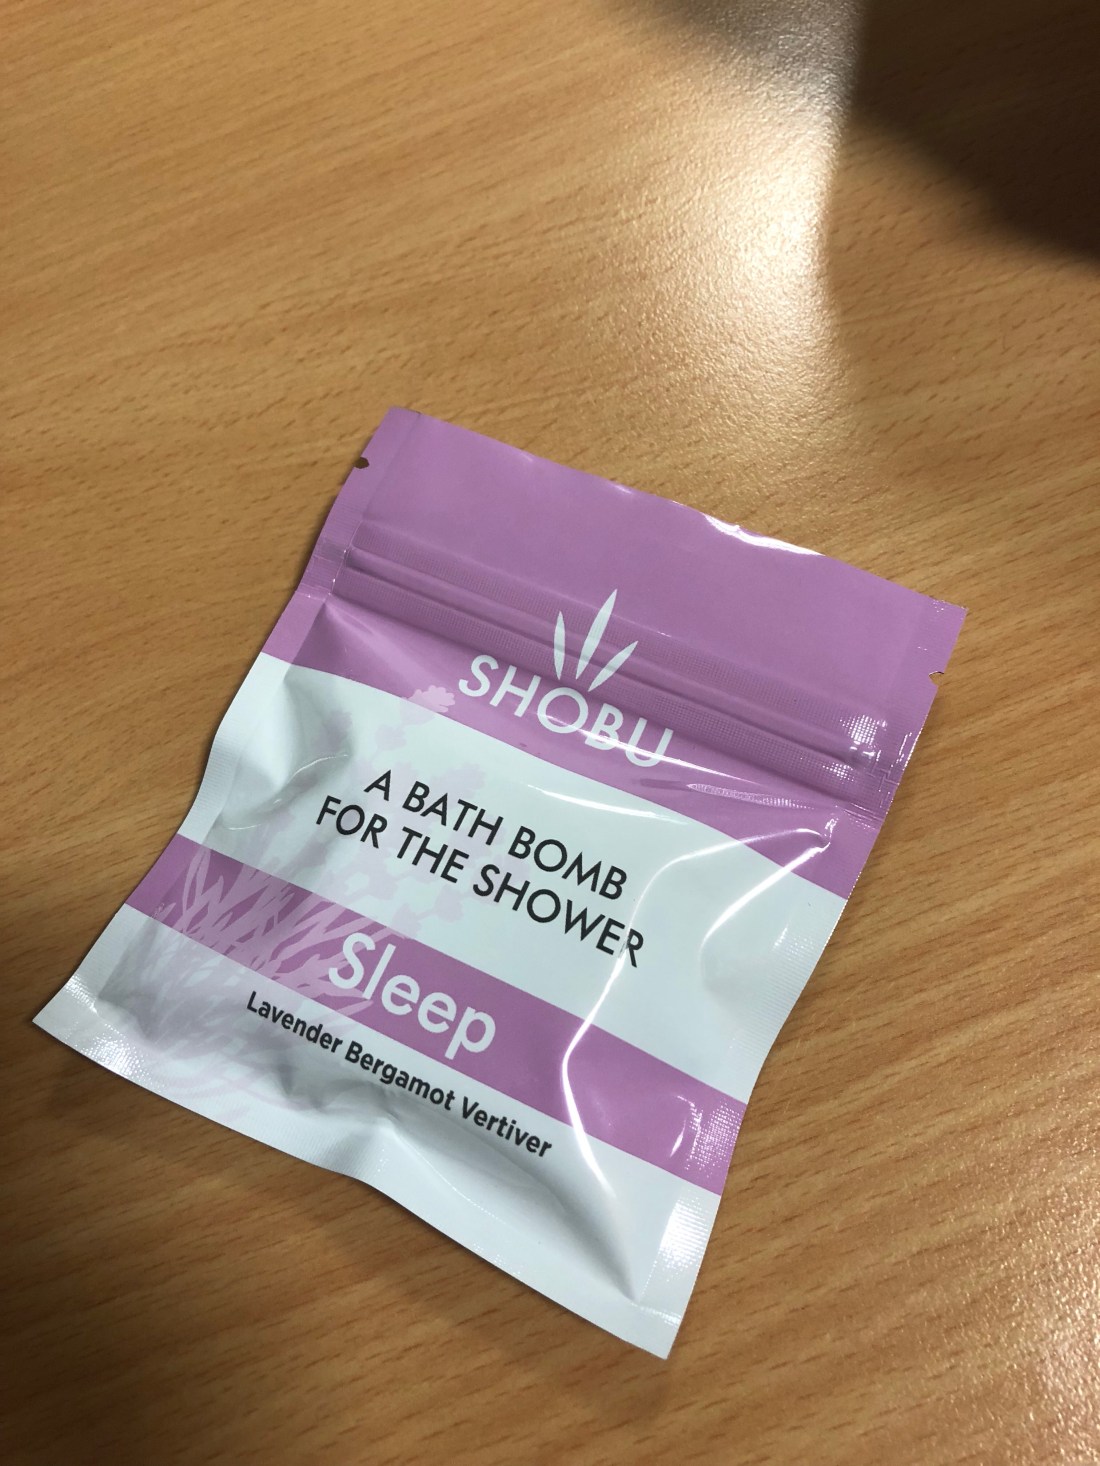 SHOBU
A BATH BOMB
FOR THE SHOWER
Sleep
Lavender Bergamot Vertiver